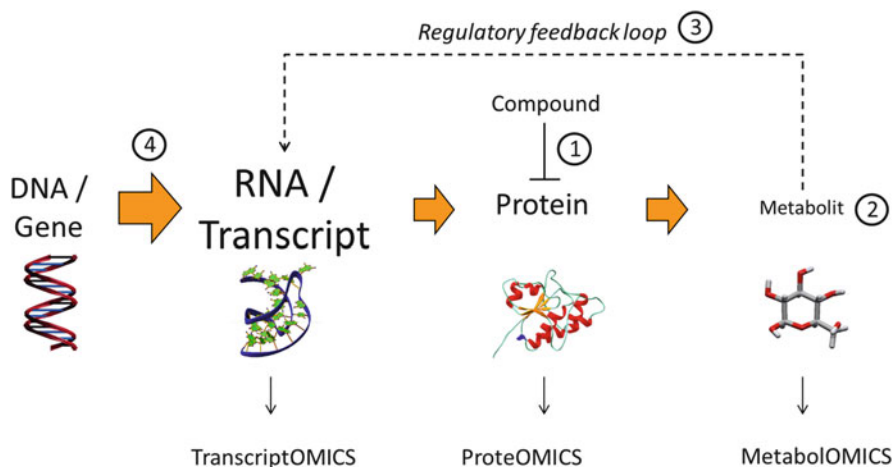 Regulatory feedback loop ③
Compound
①
④
DNA /
Gene
RNA /
Transcript
Protein
Metabolit ②
TranscriptOMICS
ProteOMICS
MetabolOMICS